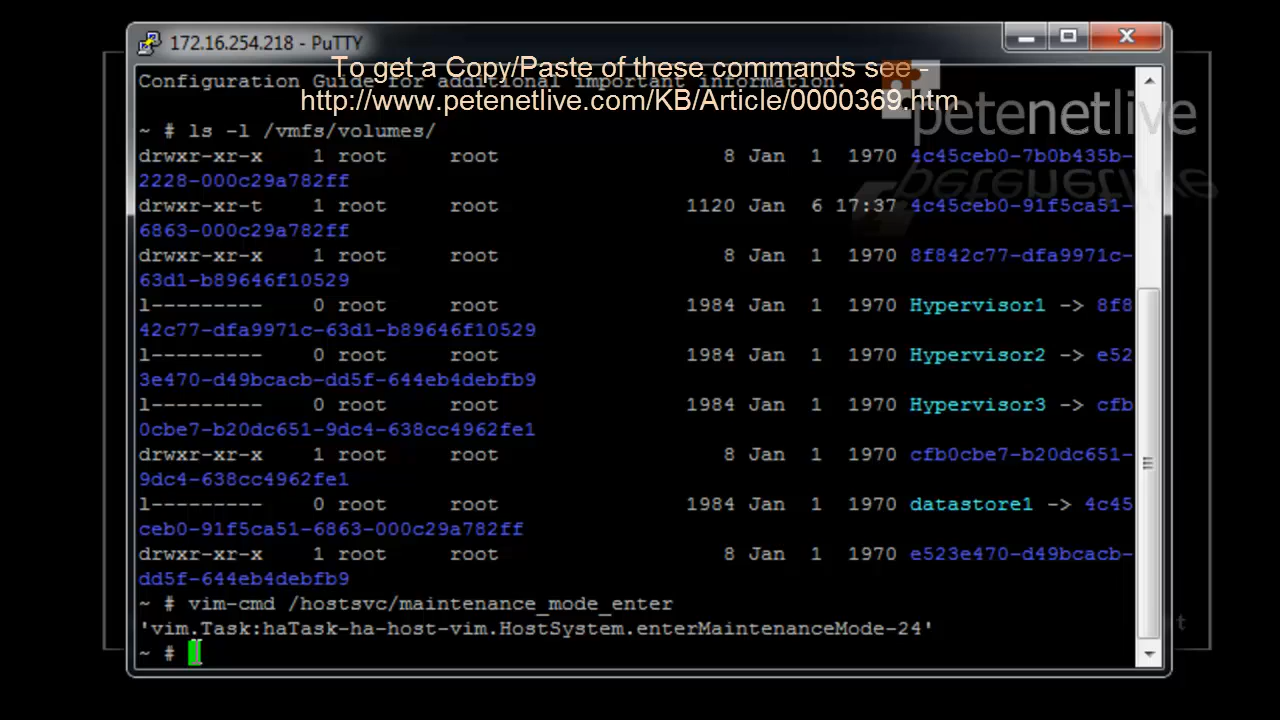 172.16.254.218 - PuTTY
To get a Copy/Paste of these commands see -
Configuration Guide for additional important information.
http://www.petenetlive.com/KB/Article/0000369.htm
petenetlive
~ # ls -l /vmfs/volumes/
drwxr-xr-x 1 root root 8 Jan 1 1970 4c45ceb0-7b0b435b-
2228-000c29a782ff
drwxr-xr-t 1 root root 1120 Jan 6 17:37 4c45ceb0-91f5ca51-
6863-000c29a782ff
drwxr-xr-x 1 root root 8 Jan 1 1970 8f842c77-dfa9971c-
63d1-b89646f10529
l--------- 0 root root 1984 Jan 1 1970 Hypervisor1 -> 8f8
42c77-dfa9971c-63d1-b89646f10529
l--------- 0 root root 1984 Jan 1 1970 Hypervisor2 -> e52
3e470-d49bcacb-dd5f-644eb4debfb9
l--------- 0 root root 1984 Jan 1 1970 Hypervisor3 -> cfb
0cbe7-b20dc651-9dc4-638cc4962fe1
drwxr-xr-x 1 root root 8 Jan 1 1970 cfb0cbe7-b20dc651-
9dc4-638cc4962fe1
l--------- 0 root root 1984 Jan 1 1970 datastore1 -> 4c45
ceb0-91f5ca51-6863-000c29a782ff
drwxr-xr-x 1 root root 8 Jan 1 1970 e523e470-d49bcacb-
dd5f-644eb4debfb9
~ # vim-cmd /hostsvc/maintenance_mode_enter
'vim.Task:haTask-ha-host-vim.HostSystem.enterMaintenanceMode-24'
~ #